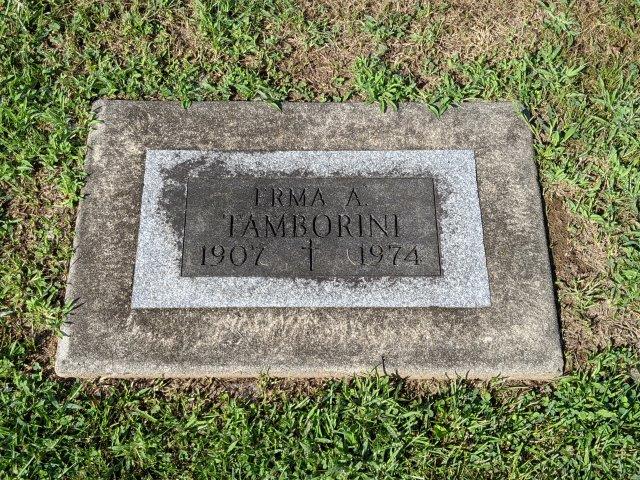 ERMA A.
TAMBORINI
1907 † 1974